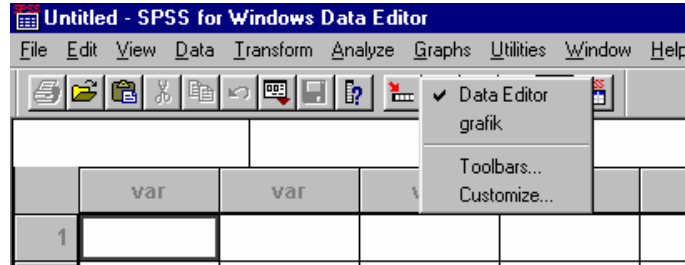 Untitled - SPSS for Windows Data Editor
File Edit View Data Transform Analyze Graphs Utilities Window Help
Data Editor
grafik
Toolbars...
Customize...
var var
1